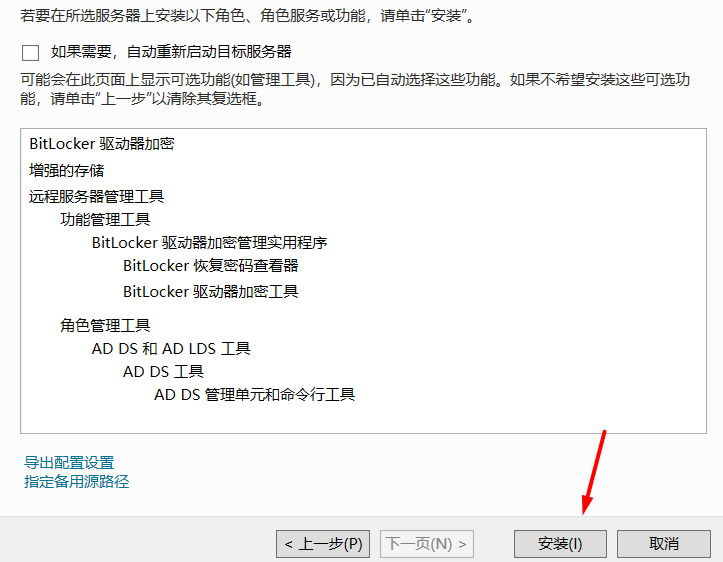 若要在所选服务器上安装以下角色、角色服务或功能，请单击“安装”。
如果需要，自动重新启动目标服务器
可能会在此页面上显示可选功能(如管理工具)，因为已自动选择这些功能。如果不希望安装这些可选功
能，请单击“上一步”以清除其复选框。
BitLocker 驱动器加密
增强的存储
远程服务器管理工具
功能管理工具
BitLocker 驱动器加密管理实用程序
BitLocker 恢复密码查看器
BitLocker 驱动器加密工具
角色管理工具
AD DS 和 AD LDS 工具
AD DS 工具
AD DS 管理单元和命令行工具
导出配置设置
指定备用源路径
< 上一步(P) 下一页(N) > 安装(I) 取消